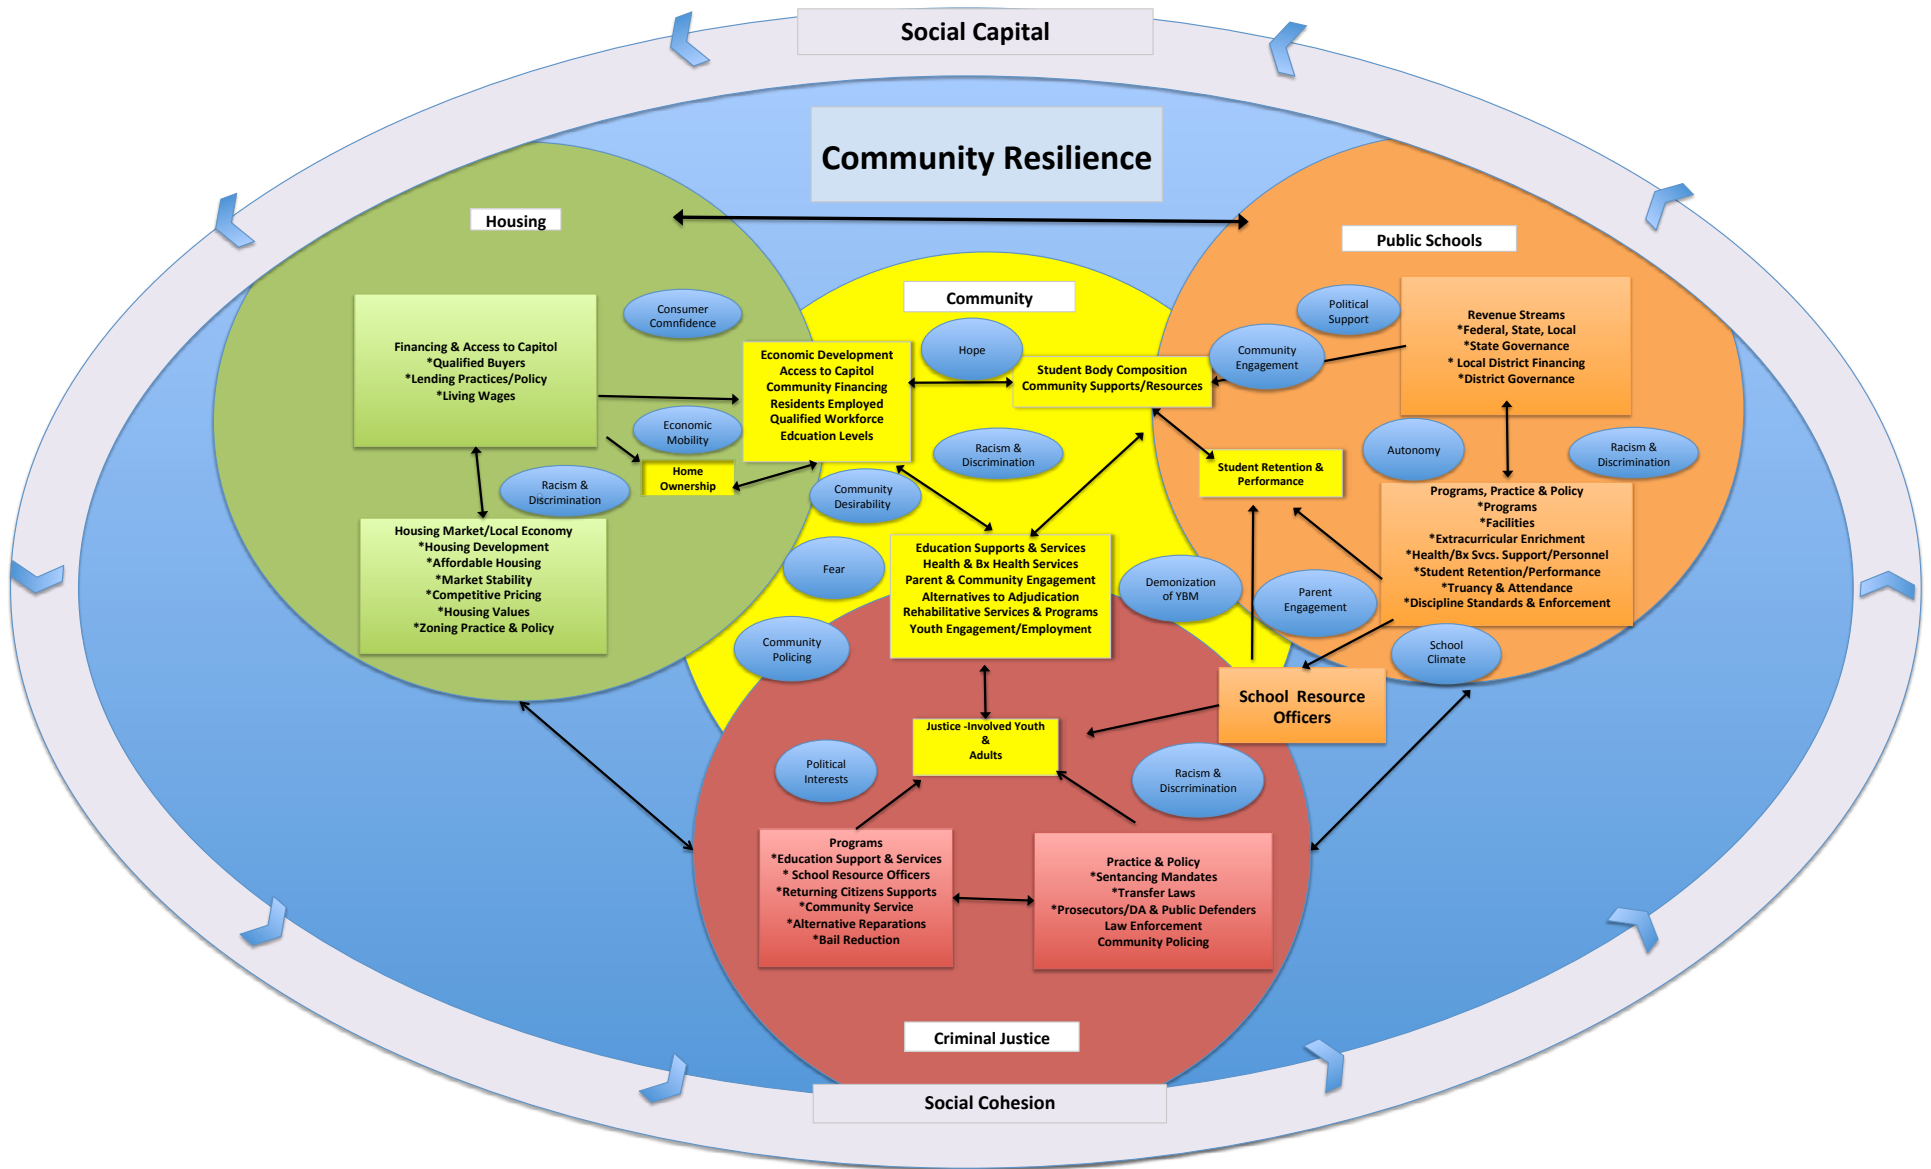 Social Capital
Community Resilience
Housing
Public Schools
Community
Consumer
Comnfidence
Financing & Access to Capitol
*Qualified Buyers
*Lending Practices/Policy
*Living Wages
Economic
Mobility
Home
Ownership
Racism &
Discrimination
Housing Market/Local Economy
*Housing Development
*Affordable Housing
*Market Stability
*Competitive Pricing
*Housing Values
*Zoning Practice & Policy
Economic Development
Access to Capitol
Community Financing
Residents Employed
Qualified Workforce
Edcuation Levels
Hope
Student Body Composition
Community Supports/Resources
Racism &
Discrimination
Community
Desirability
Fear
Community
Policing
Education Supports & Services
Health & Bx Health Services
Parent & Community Engagement
Alternatives to Adjudication
Rehabilitative Services & Programs
Youth Engagement/Employment
Demonization
of YBM
Community
Engagement
Political
Support
Revenue Streams
*Federal, State, Local
*State Governance
* Local District Financing
*District Governance
Autonomy
Racism &
Discrimination
Student Retention &
Performance
Programs, Practice & Policy
*Programs
*Facilities
*Extracurricular Enrichment
*Health/Bx Svcs. Support/Personnel
*Student Retention/Performance
*Truancy & Attendance
*Discipline Standards & Enforcement
Parent
Engagement
School
Climate
School Resource
Officers
Justice -Involved Youth
&
Adults
Political
Interests
Racism &
Discrrimination
Programs
*Education Support & Services
* School Resource Officers
*Returning Citizens Supports
*Community Service
*Alternative Reparations
*Bail Reduction
Practice & Policy
*Sentancing Mandates
*Transfer Laws
*Prosecutors/DA & Public Defenders
Law Enforcement
Community Policing
Criminal Justice
Social Cohesion